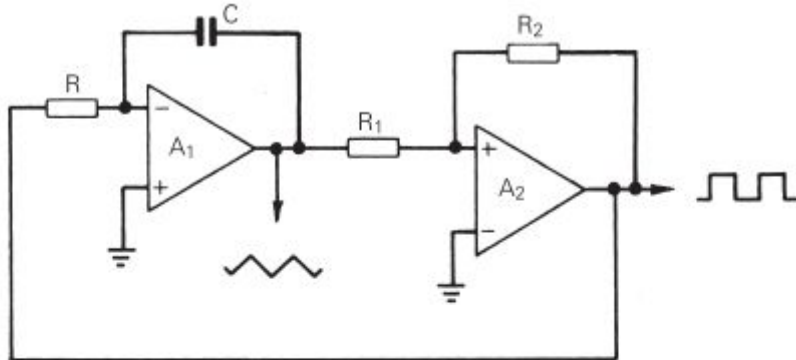 C
R₂
R
−
A₁
+
R₁
+
A₂
−